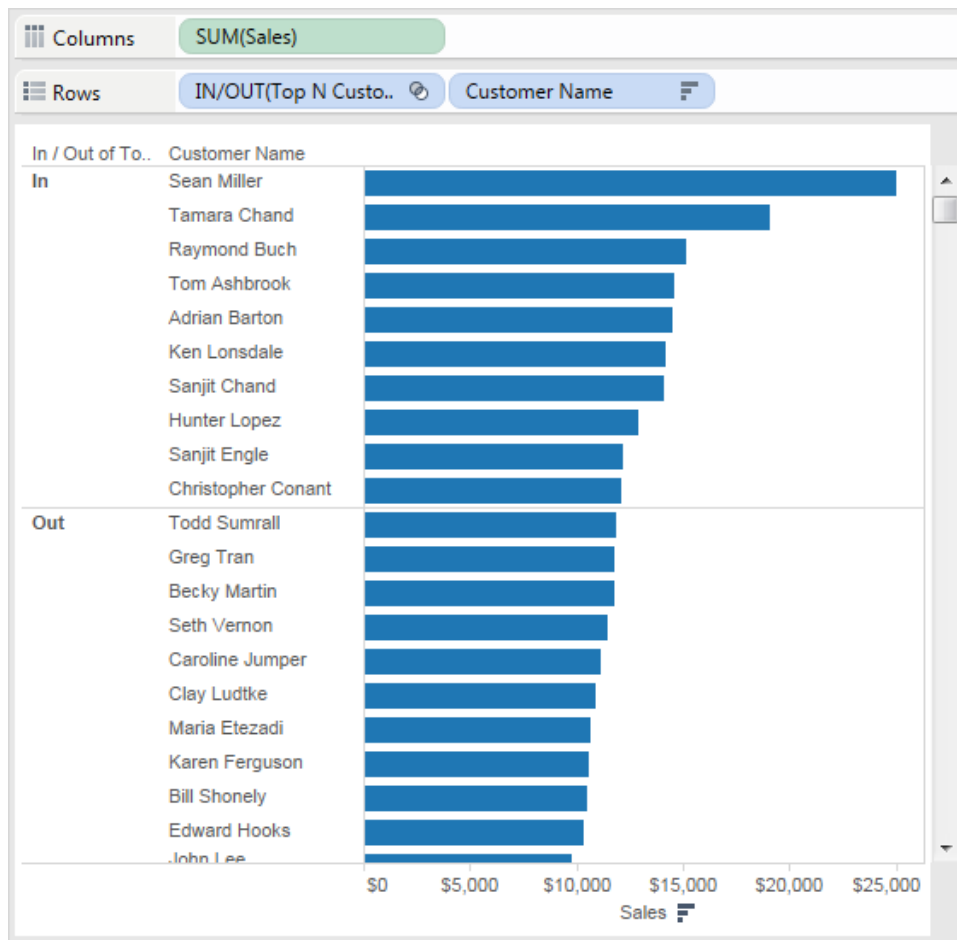 Columns SUM(Sales)
Rows IN/OUT(Top N Custo.. Customer Name
In / Out of To.. Customer Name
In Sean Miller
Tamara Chand
Raymond Buch
Tom Ashbrook
Adrian Barton
Ken Lonsdale
Sanjit Chand
Hunter Lopez
Sanjit Engle
Christopher Conant
Out Todd Sumrall
Greg Tran
Becky Martin
Seth Vernon
Caroline Jumper
Clay Ludtke
Maria Etezadi
Karen Ferguson
Bill Shonely
Edward Hooks
John Lee
$0 $5,000 $10,000 $15,000 $20,000 $25,000
Sales